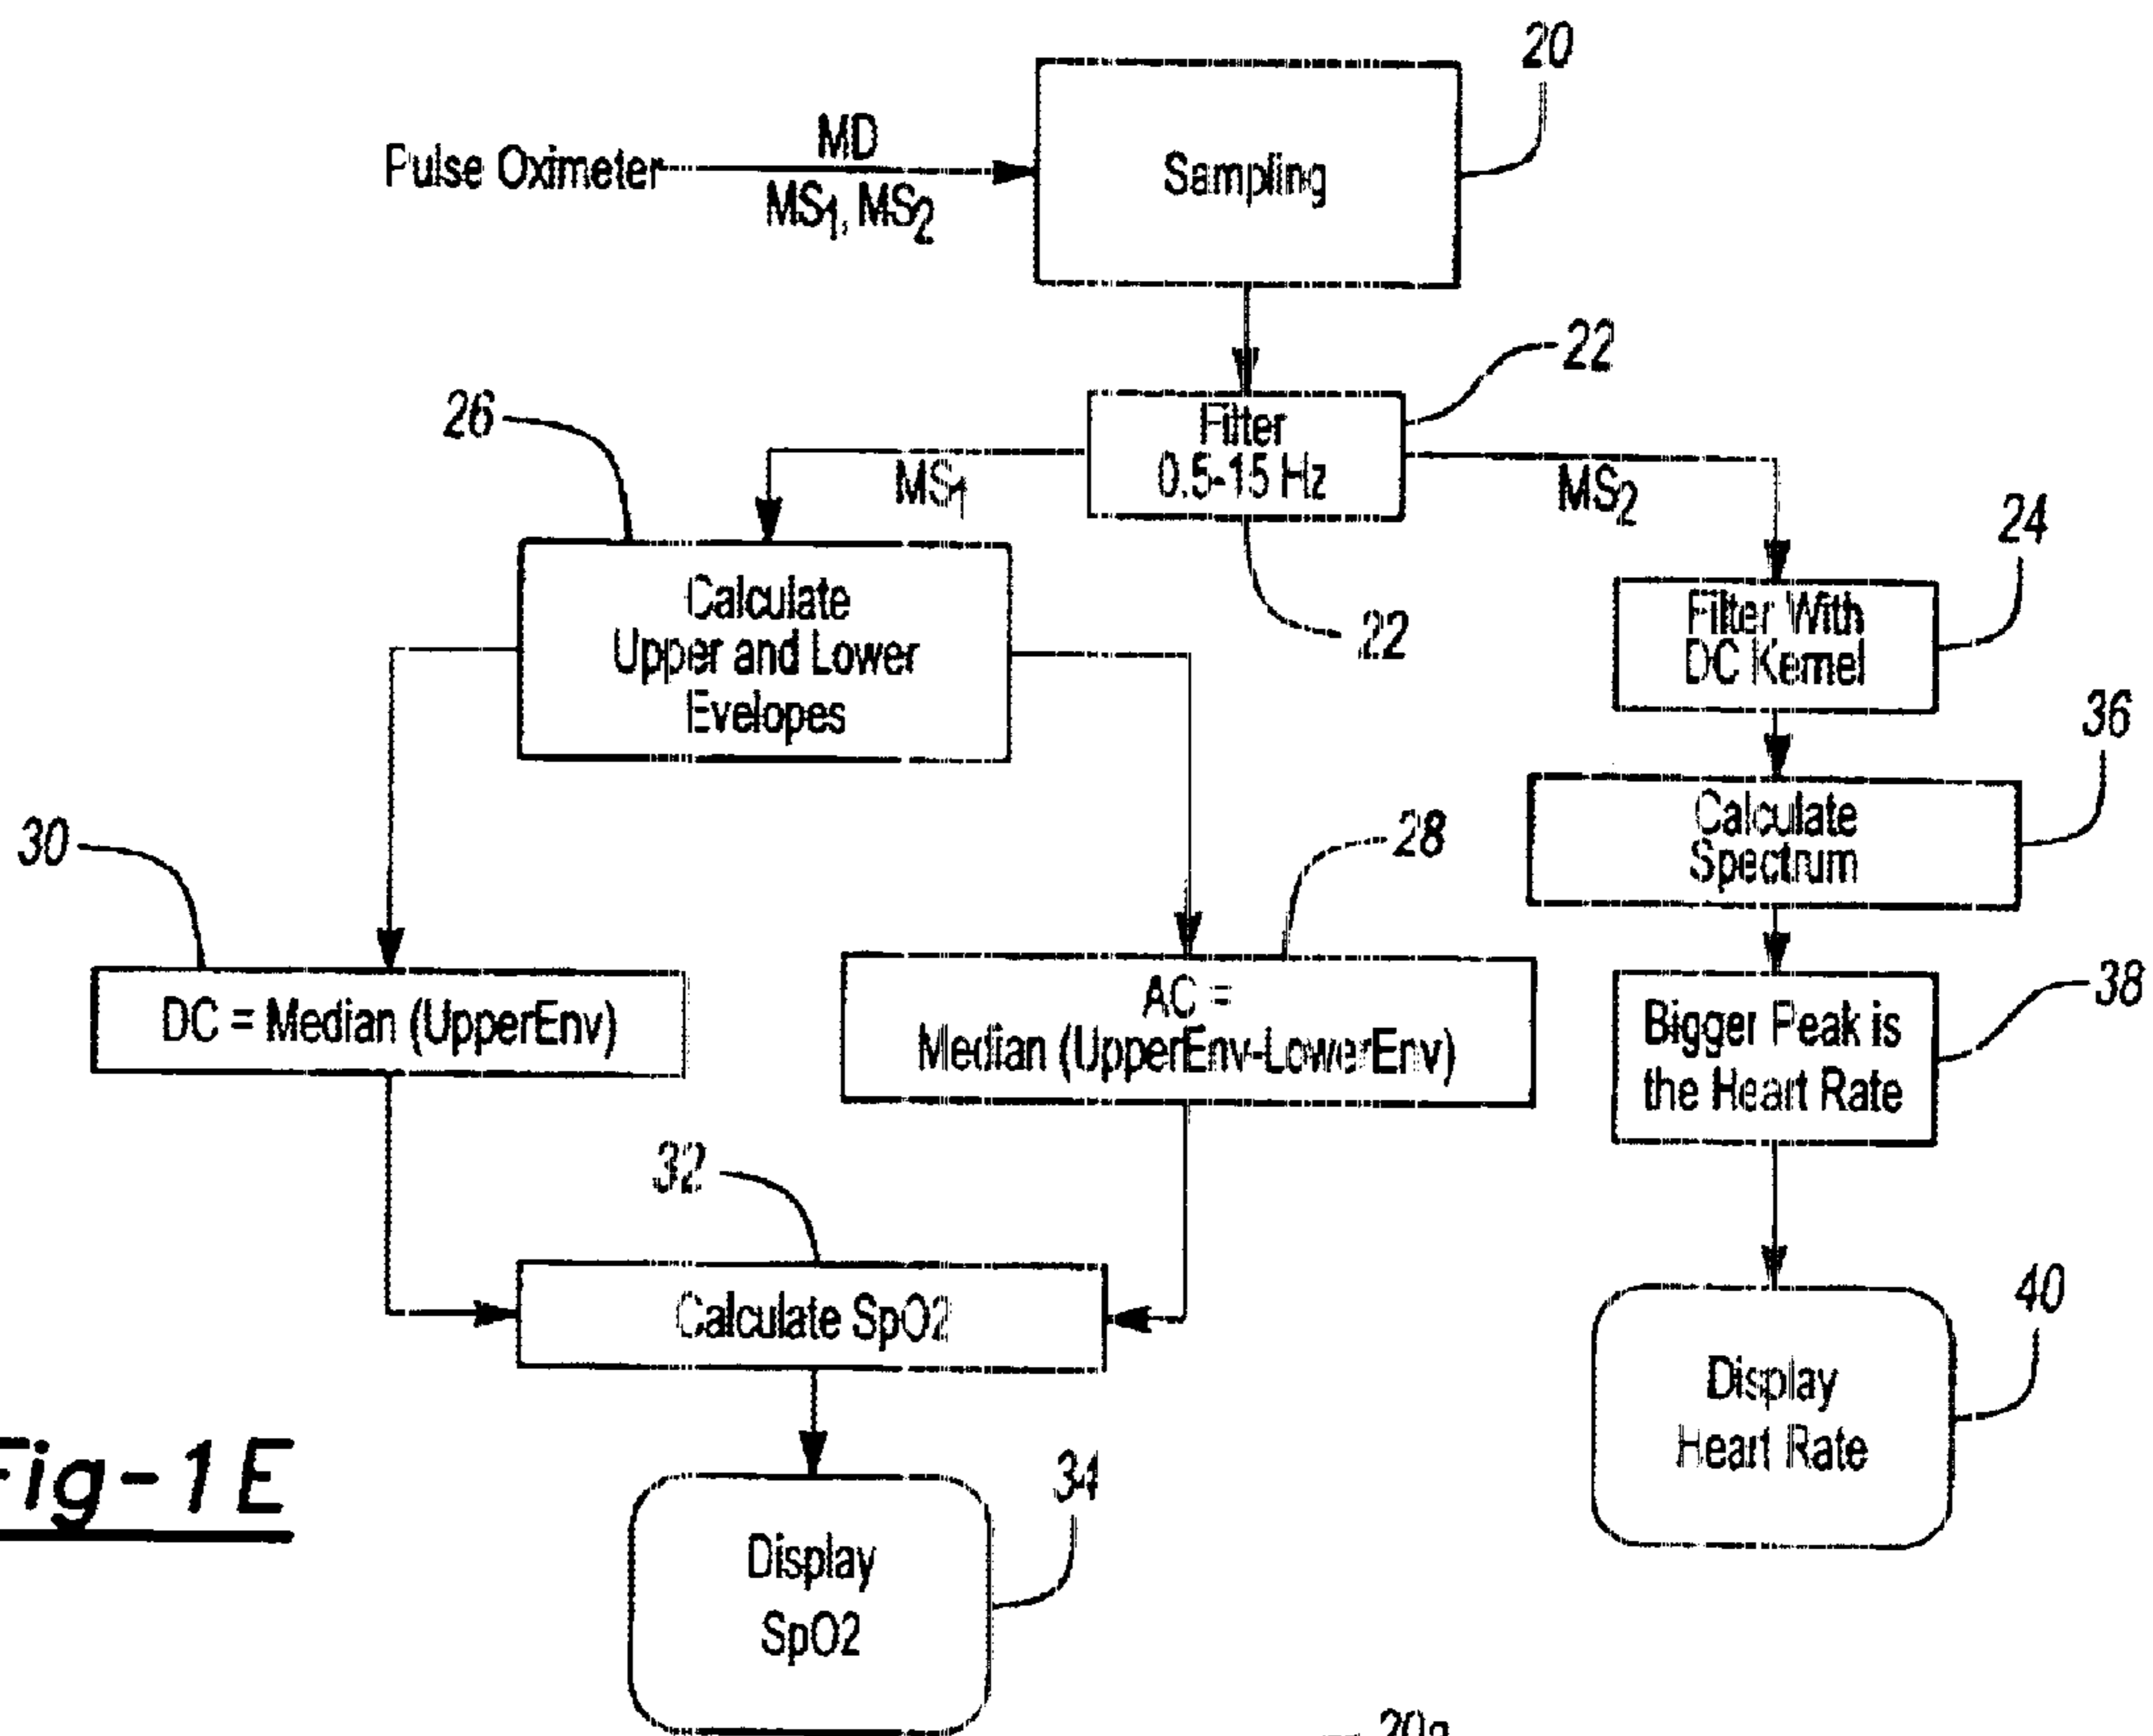 20
Pulse Oximeter
MD
MS1, MS2
Sampling
22
Filter
0.5-15 Hz
26
MS1
MS2
24
22
Calculate
Upper and Lower
Evelopes
Filter With
DC Kernel
36
Calculate
Spectrum
30
28
DC = Median (UpperEnv)
AC =
Median (UpperEnv-LowerEnv)
38
Bigger Peak is
the Heart Rate
32
Calculate SpO2
40
Display
Heart Rate
Fig-1E
34
Display
SpO2
20a